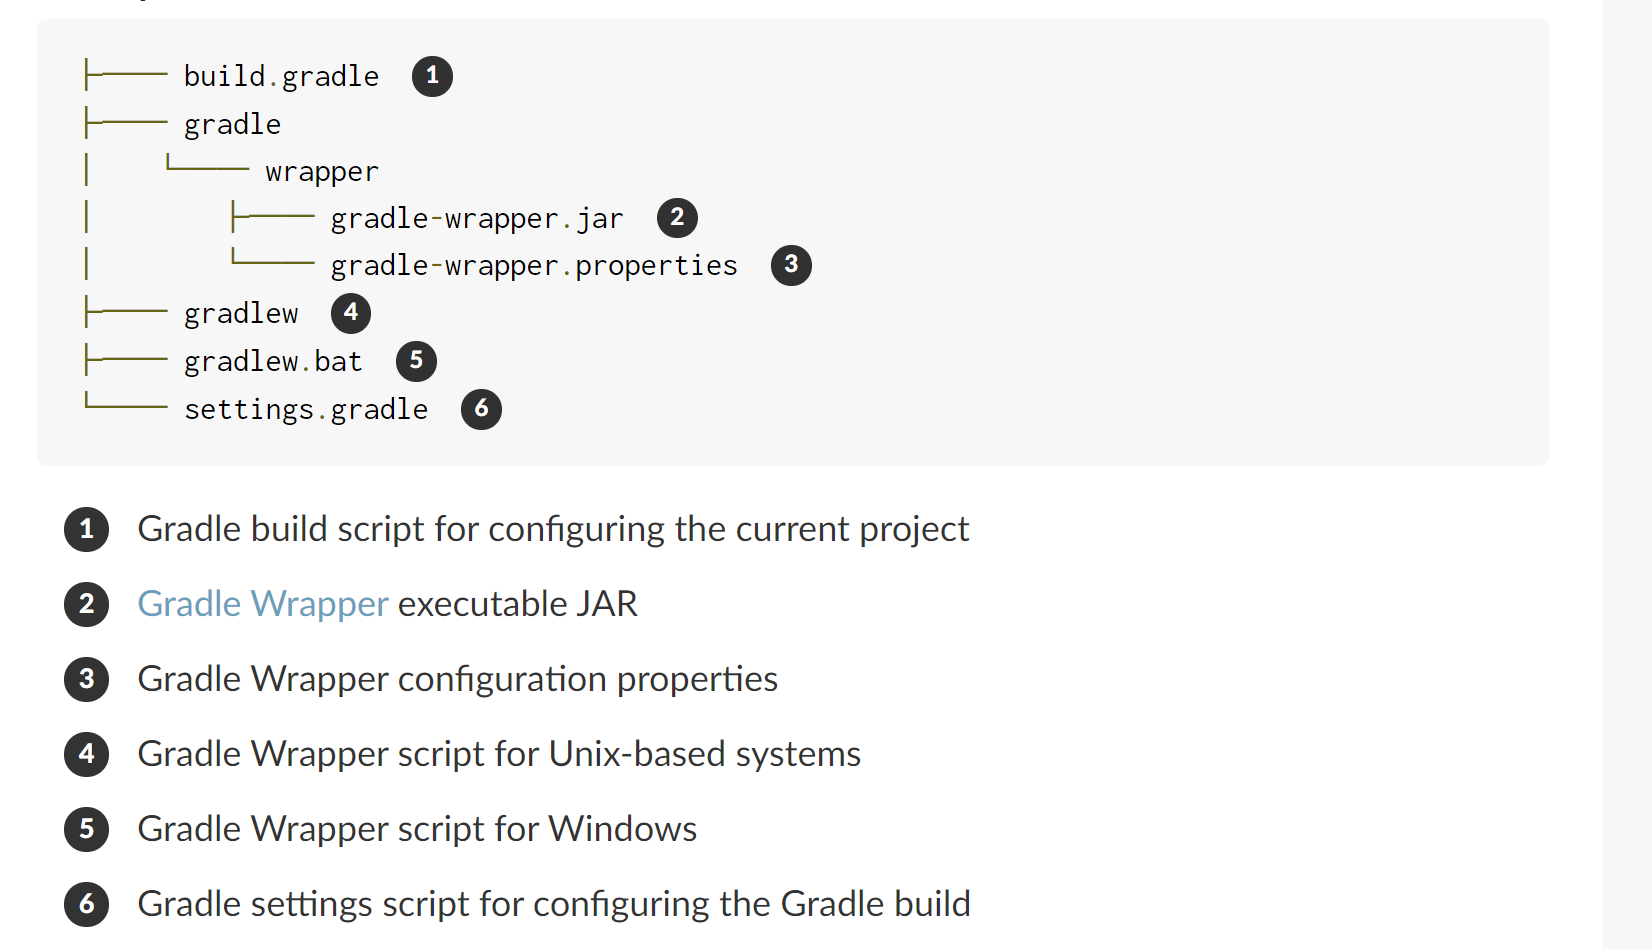 ├── build.gradle 1
├── gradle
│ └── wrapper
│ ├── gradle-wrapper.jar 2
│ └── gradle-wrapper.properties 3
├── gradlew 4
├── gradlew.bat 5
└── settings.gradle 6
1 Gradle build script for configuring the current project
2 Gradle Wrapper executable JAR
3 Gradle Wrapper configuration properties
4 Gradle Wrapper script for Unix-based systems
5 Gradle Wrapper script for Windows
6 Gradle settings script for configuring the Gradle build